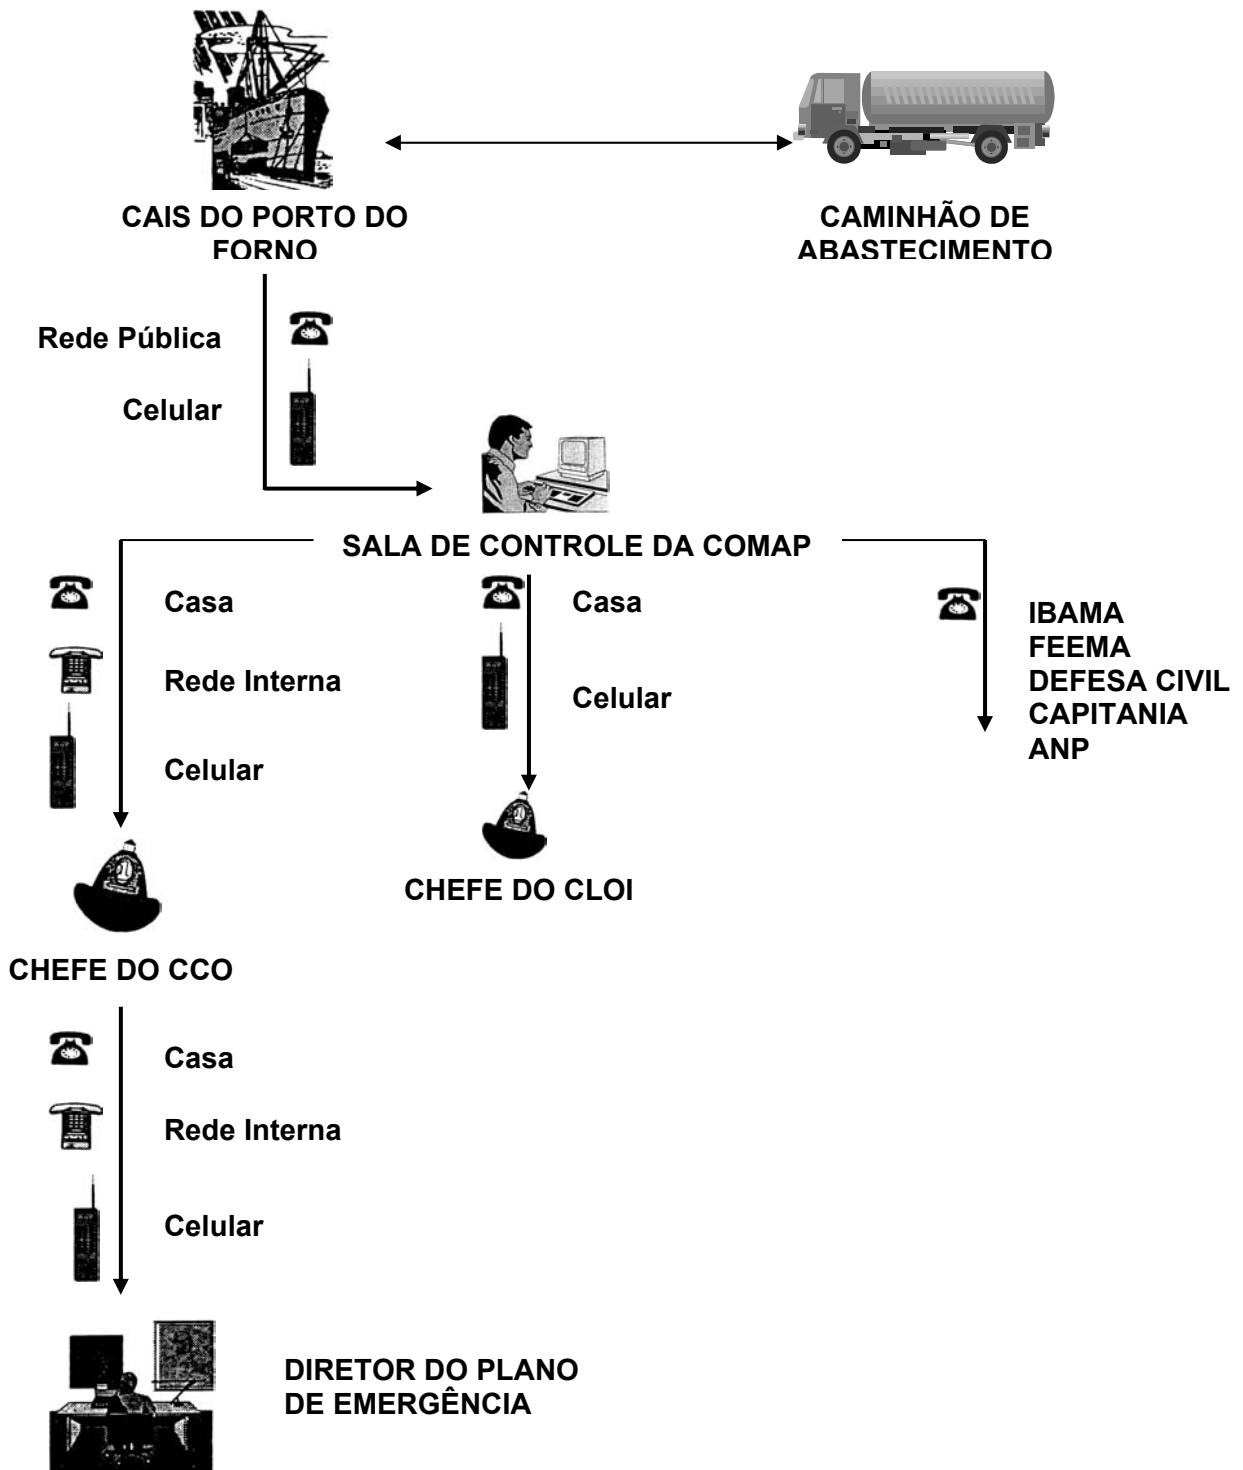 CAIS DO PORTO DO
FORNO
CAMINHÃO DE
ABASTECIMENTO
Rede Pública
Celular
SALA DE CONTROLE DA COMAP
Casa
Rede Interna
Celular
Casa
Celular
IBAMA
FEEMA
DEFESA CIVIL
CAPITANIA
ANP
CHEFE DO CLOI
CHEFE DO CCO
Casa
Rede Interna
Celular
DIRETOR DO PLANO
DE EMERGÊNCIA